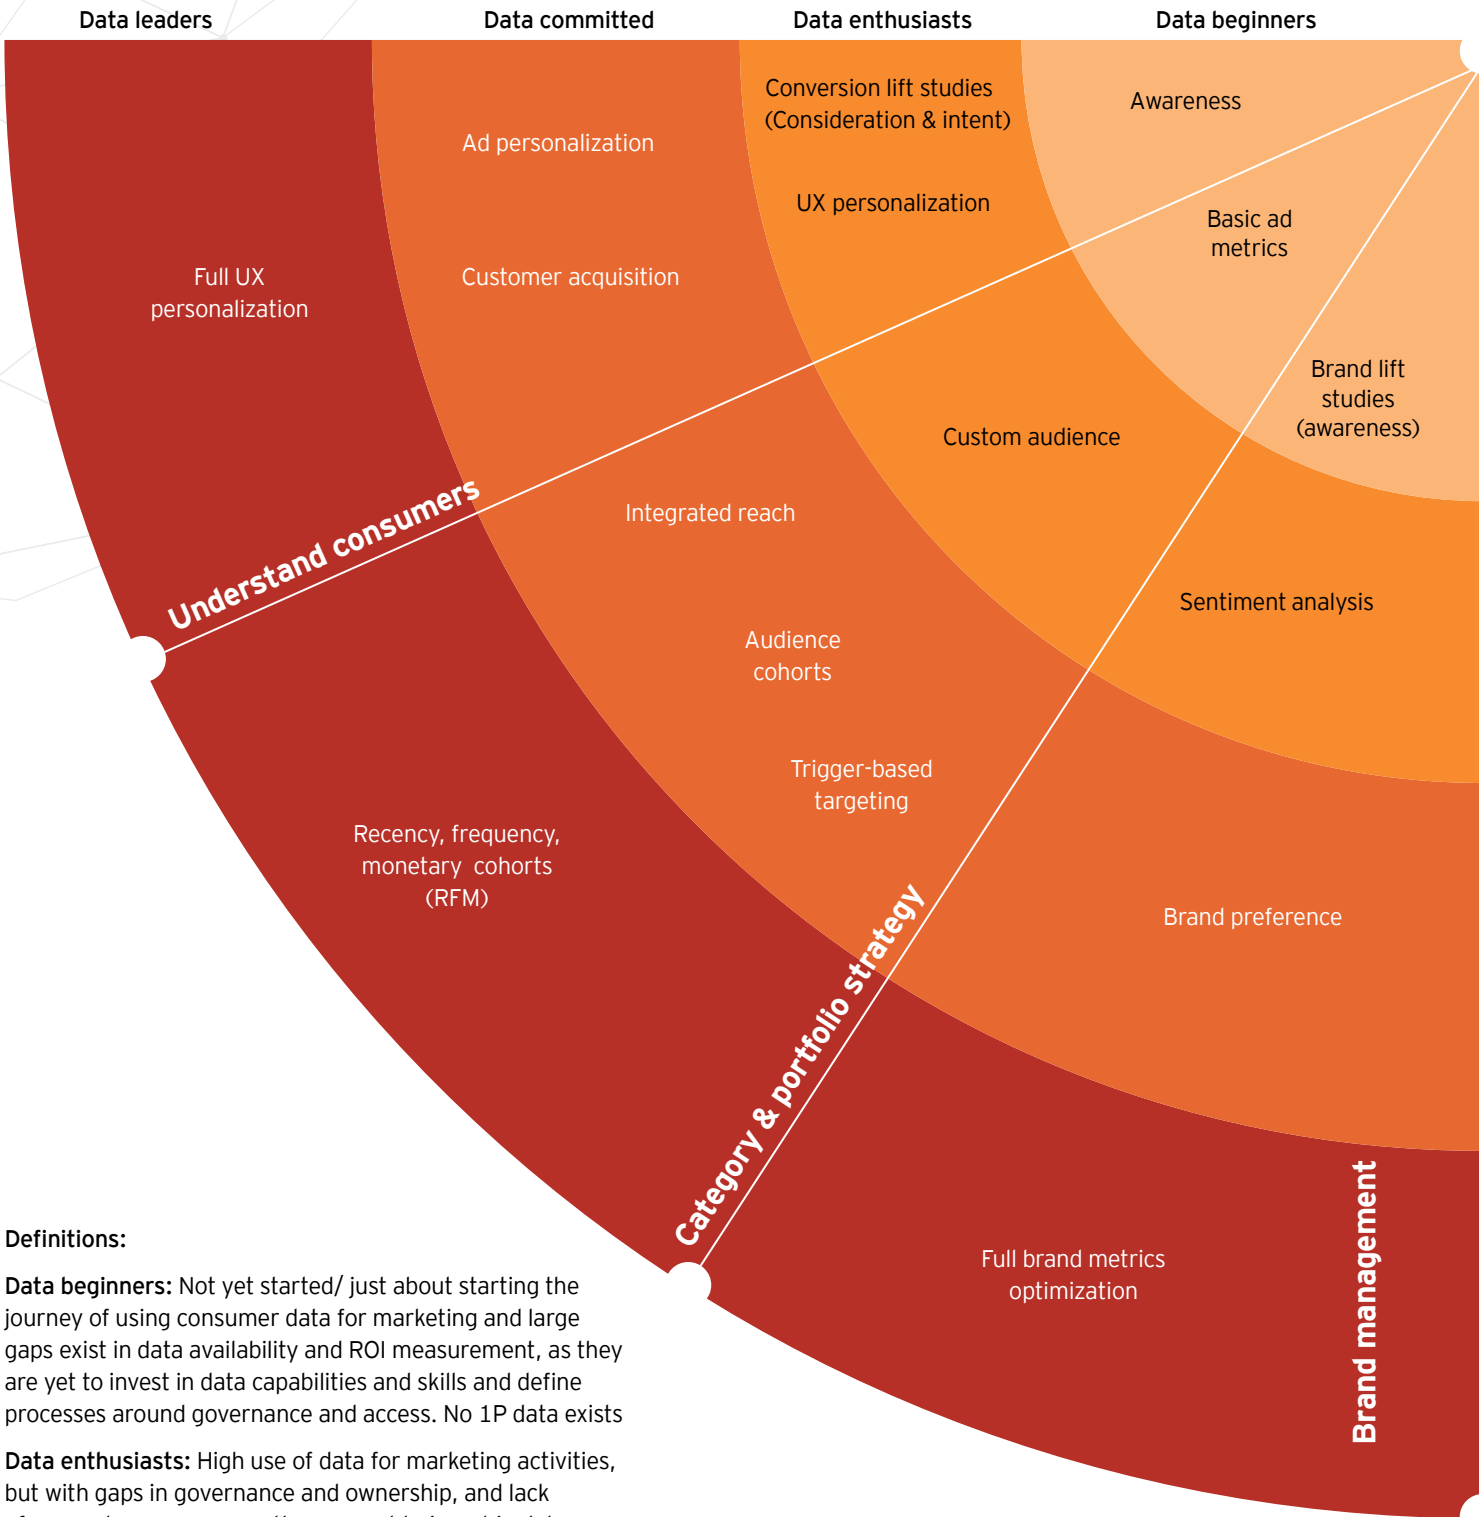 Data leaders
Data committed
Data enthusiasts
Data beginners
Conversion lift studies
(Consideration & intent)
Awareness
Ad personalization
UX personalization
Basic ad
metrics
Full UX
personalization
Customer acquisition
Brand lift
studies
(awareness)
Custom audience
Understand consumers
Integrated reach
Sentiment analysis
Audience
cohorts
Trigger-based
targeting
Recency, frequency,
monetary cohorts
(RFM)
Brand preference
Category & portfolio strategy
Full brand metrics
optimization
Brand management
Definitions:
Data beginners: Not yet started/ just about starting the
journey of using consumer data for marketing and large
gaps exist in data availability and ROI measurement, as they
are yet to invest in data capabilities and skills and define
processes around governance and access. No 1P data exists
Data enthusiasts: High use of data for marketing activities,
but with gaps in governance and ownership, and lack